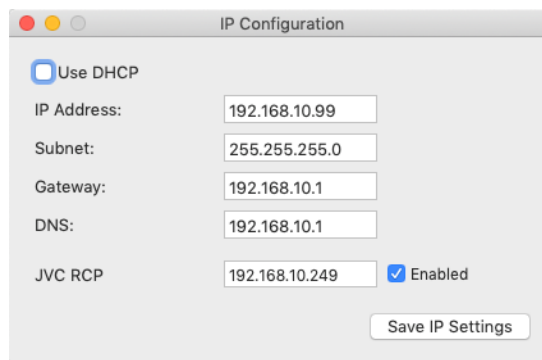 IP Configuration
Use DHCP
IP Address: 192.168.10.99
Subnet: 255.255.255.0
Gateway: 192.168.10.1
DNS: 192.168.10.1
JVC RCP 192.168.10.249 Enabled
Save IP Settings